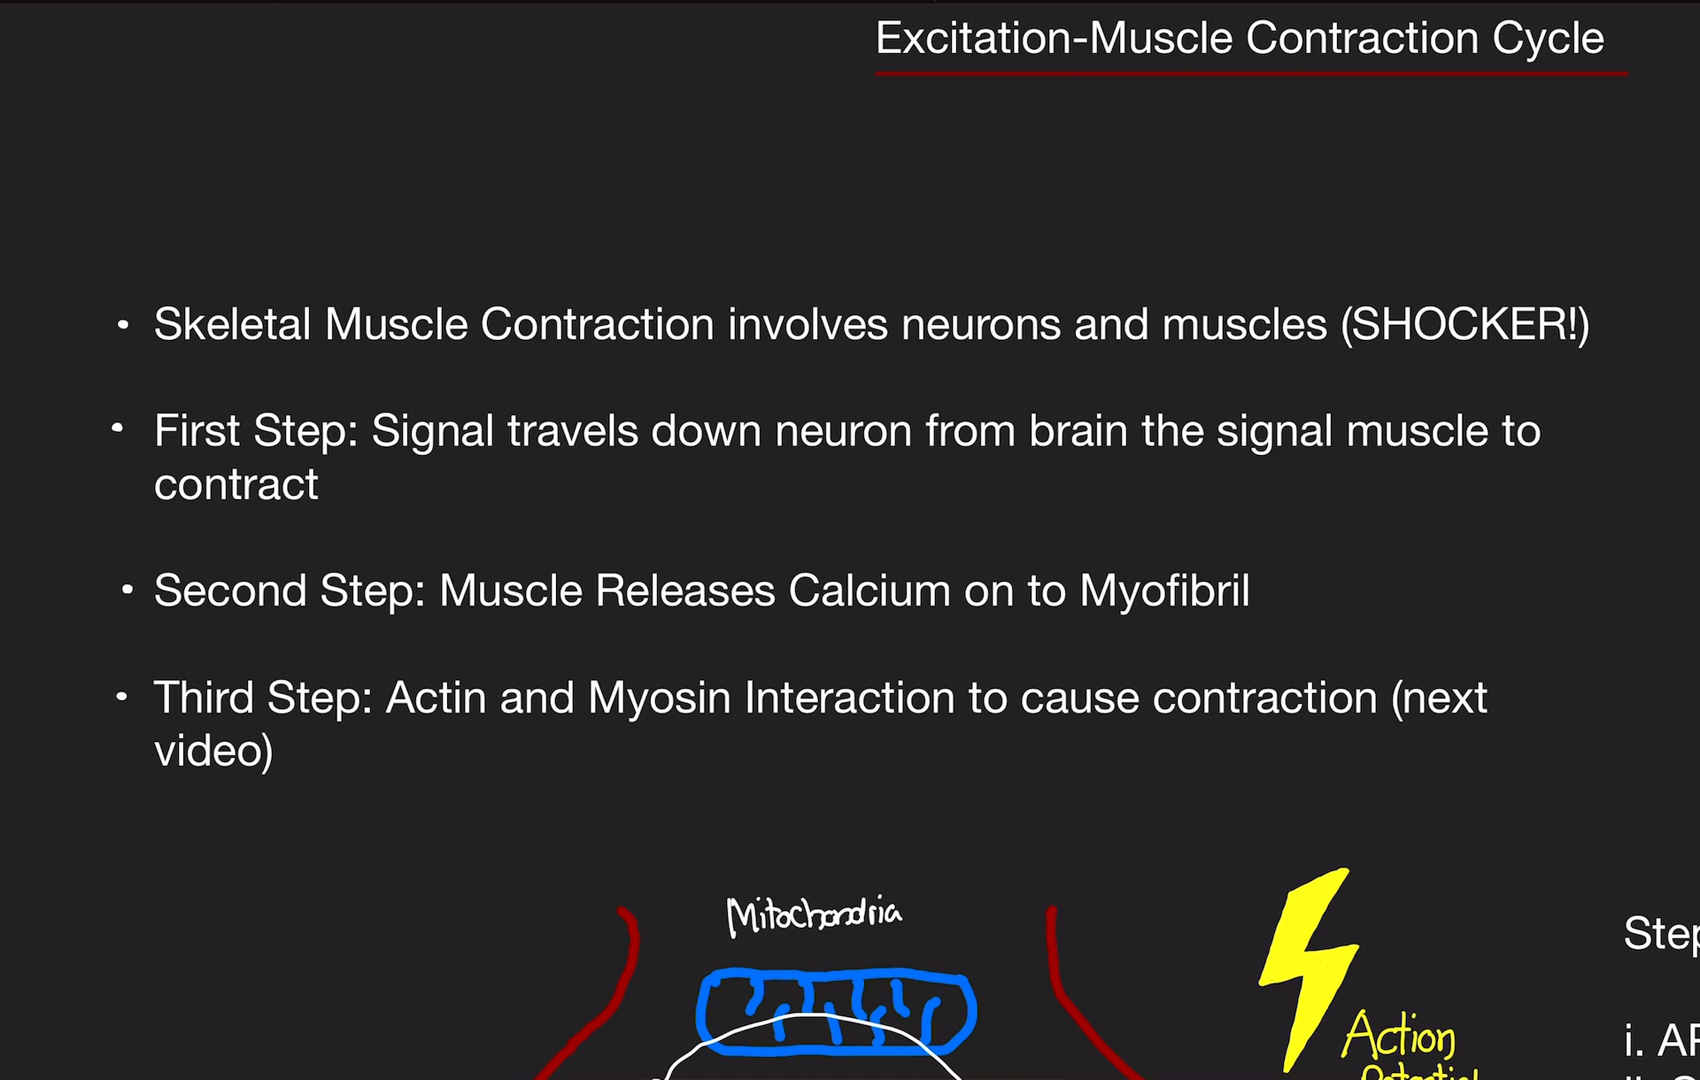 Excitation-Muscle Contraction Cycle
• Skeletal Muscle Contraction involves neurons and muscles (SHOCKER!)
• First Step: Signal travels down neuron from brain the signal muscle to
contract
• Second Step: Muscle Releases Calcium on to Myofibril
• Third Step: Actin and Myosin Interaction to cause contraction (next
video)
Mitochondria
Step
Action
i. AP